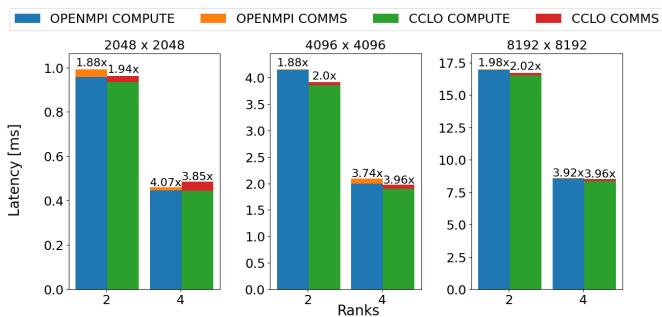 OPENMPI COMPUTE OPENMPI COMMS CCLO COMPUTE CCLO COMMS
2048 x 2048 4096 x 4096 8192 x 8192
Latency [ms]
1.0
0.8
0.6
0.4
0.2
0.0
1.88x 1.94x
4.07x 3.85x
2 4
4.0
3.5
3.0
2.5
2.0
1.5
1.0
0.5
0.0
1.88x 2.0x
3.74x 3.96x
2 4
17.5
15.0
12.5
10.0
7.5
5.0
2.5
0.0
1.98x 2.02x
3.92x 3.96x
2 4
Ranks